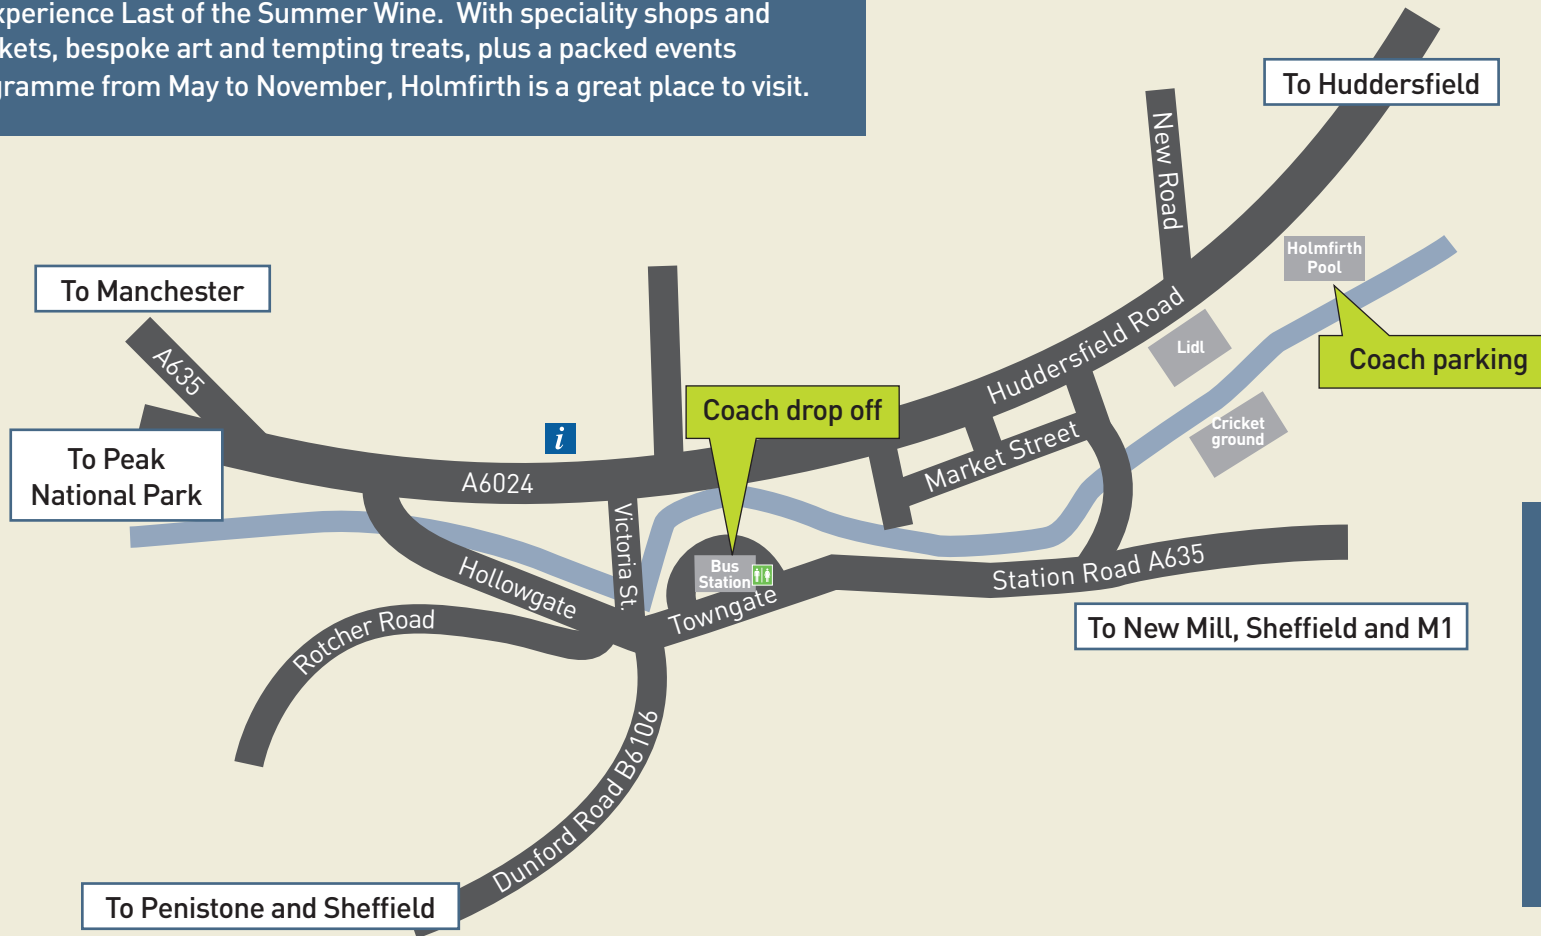 xperience Last of the Summer Wine. With speciality shops and
kets, bespoke art and tempting treats, plus a packed events
gramme from May to November, Holmfirth is a great place to visit.
To Huddersfield
New Road
Holmfirth
Pool
To Manchester
A635
Huddersfield Road
Lidl
Coach parking
Coach drop off
Cricket
ground
i
To Peak
National Park
A6024
Market Street
Victoria St.
Hollowgate
Bus
Station
Towngate
Station Road A635
Rotcher Road
To New Mill, Sheffield and M1
Dunford Road B6106
To Penistone and Sheffield